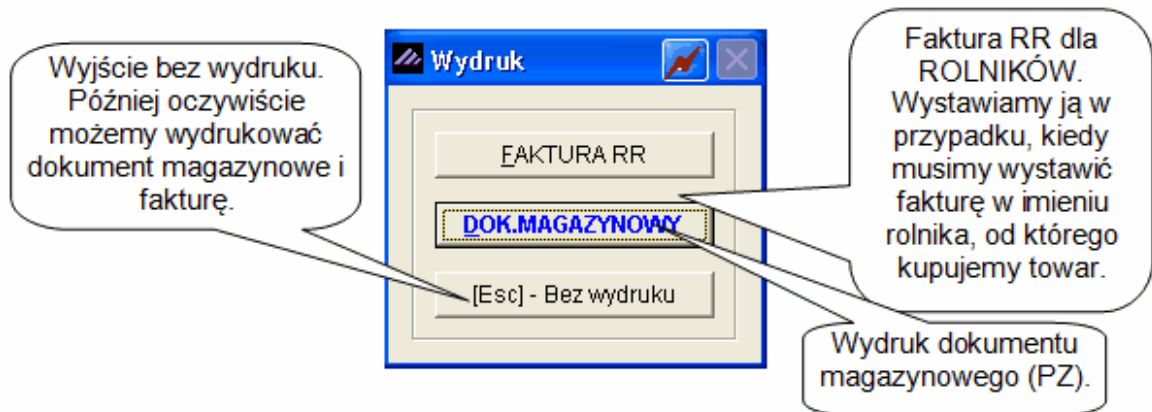 Wyjście bez wydruku.
Później oczywiście
możemy wydrukować
dokument magazynowe i
fakturę.
Wydruk
FAKTURA RR
DOK.MAGAZYNOWY
[Esc] - Bez wydruku
Faktura RR dla
ROLNIKÓW.
Wystawiamy ją w
przypadku, kiedy
musimy wystawić
fakturę w imieniu
rolnika, od którego
kupujemy towar.
Wydruk dokumentu
magazynowego (PZ).